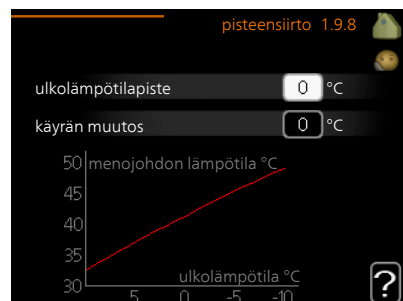 pisteensiirto 1.9.8
ulkolämpötilapiste 0 °C
käyrän muutos 0 °C
50 menojohdon lämpötila °C
45
40
35
30 ulkolämpötila °C
5 0 -5 -10
?